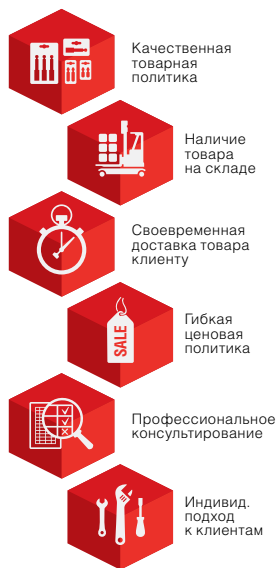 Качественная
товарная
политика
Наличие
товара
на складе
Своевременная
доставка товара
клиенту
SALE
Гибкая
ценовая
политика
Профессиональное
консультирование
Индивид.
подход
к клиентам